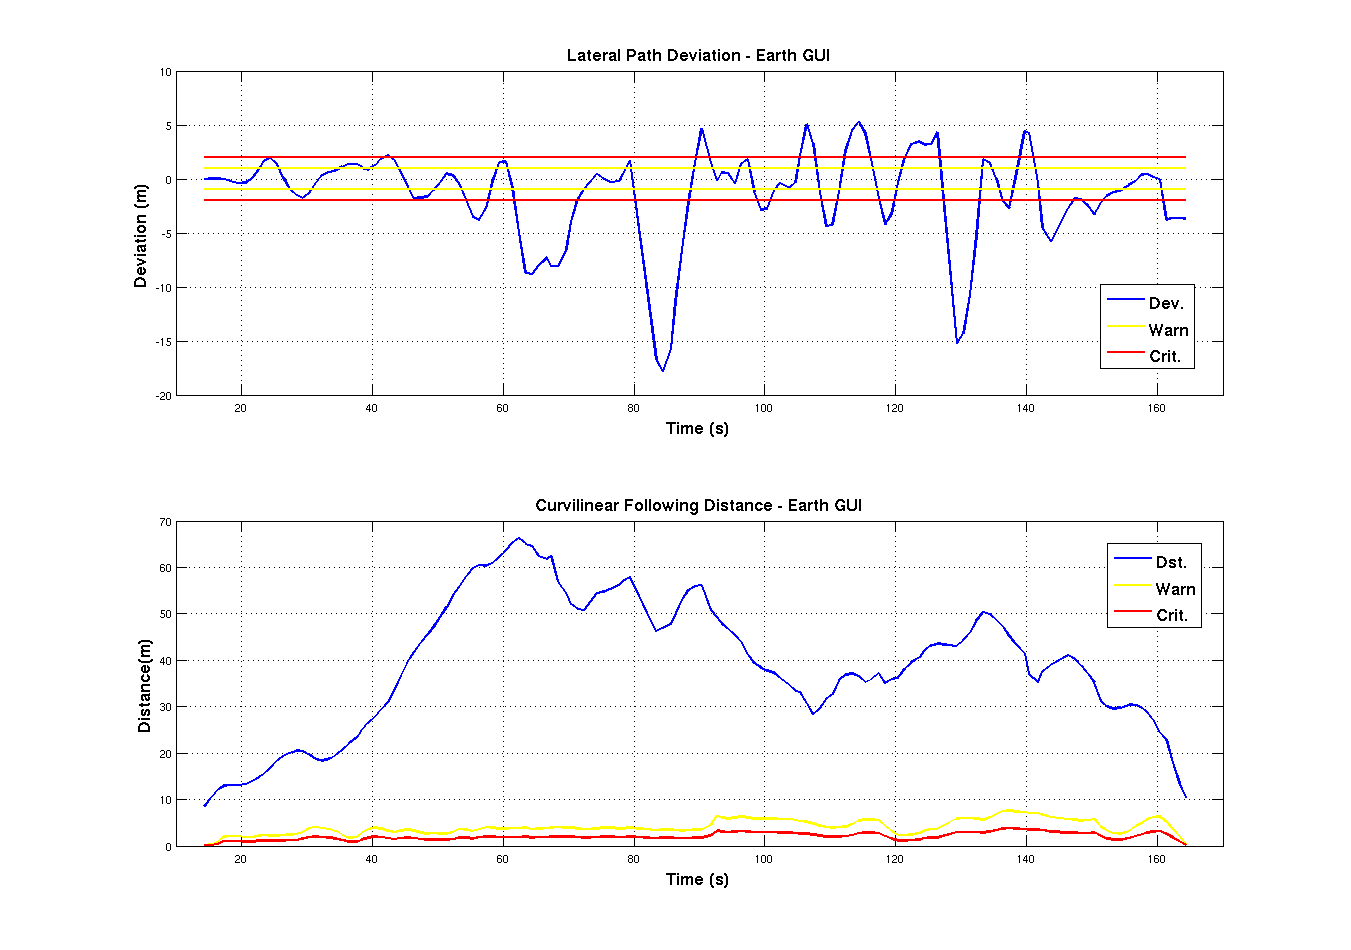 Lateral Path Deviation - Earth GUI
10
5
0
-5
-10
-15
-20
Deviation (m)
Dev.
Warn
Crit.
20 40 60 80 100 120 140 160
Time (s)
Curvilinear Following Distance - Earth GUI
70
60
50
40
30
20
10
0
Distance(m)
Dst.
Warn
Crit.
20 40 60 80 100 120 140 160
Time (s)